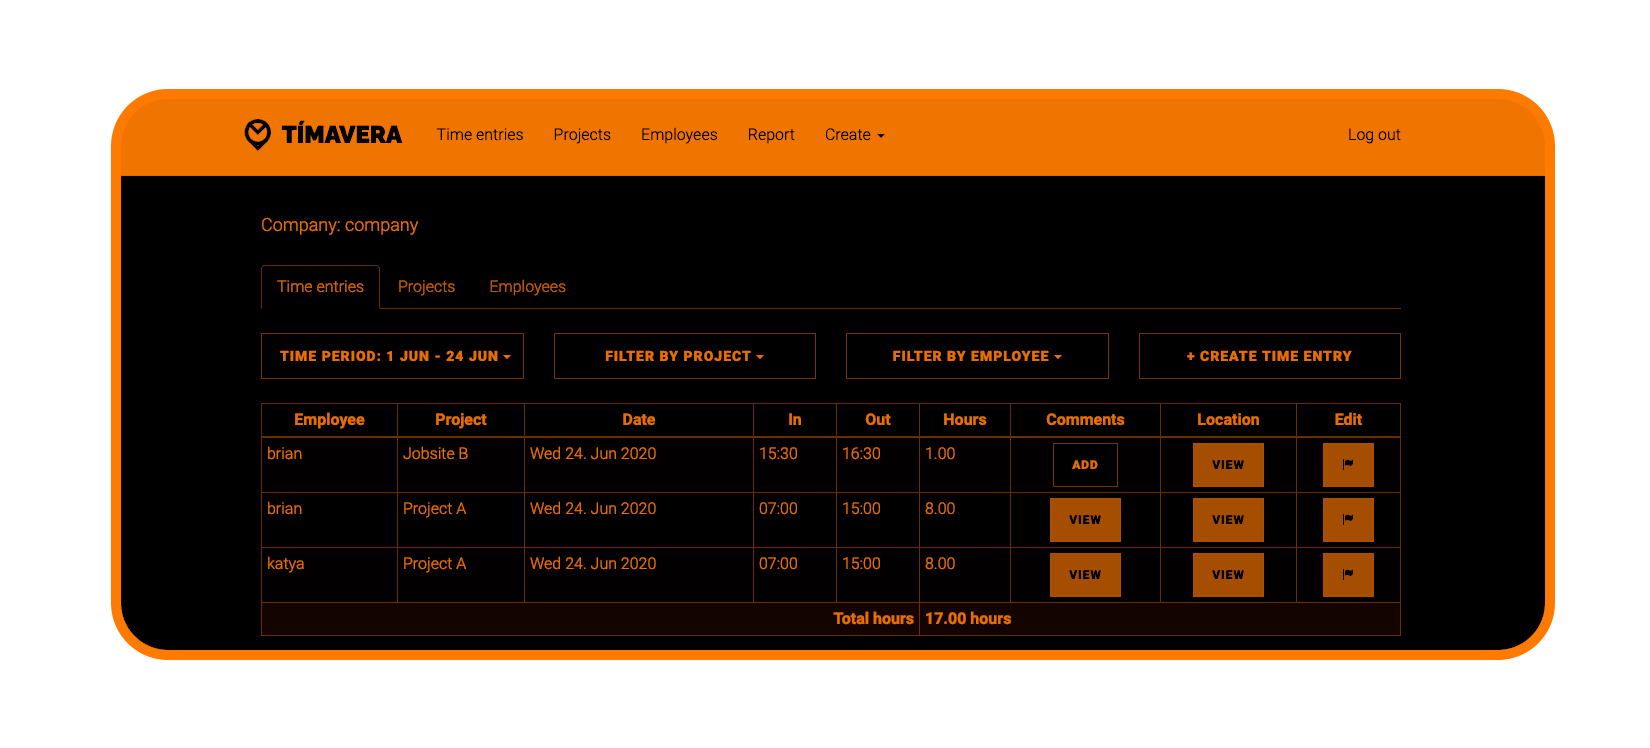 TÍMAVERA Time entries Projects Employees Report Create Log out
Company: company
Time entries Projects Employees
TIME PERIOD: 1 JUN - 24 JUN FILTER BY PROJECT FILTER BY EMPLOYEE + CREATE TIME ENTRY
Employee Project Date In Out Hours Comments Location Edit
brian Jobsite B Wed 24. Jun 2020 15:30 16:30 1.00 ADD VIEW
brian Project A Wed 24. Jun 2020 07:00 15:00 8.00 VIEW VIEW
katya Project A Wed 24. Jun 2020 07:00 15:00 8.00 VIEW VIEW
Total hours 17.00 hours